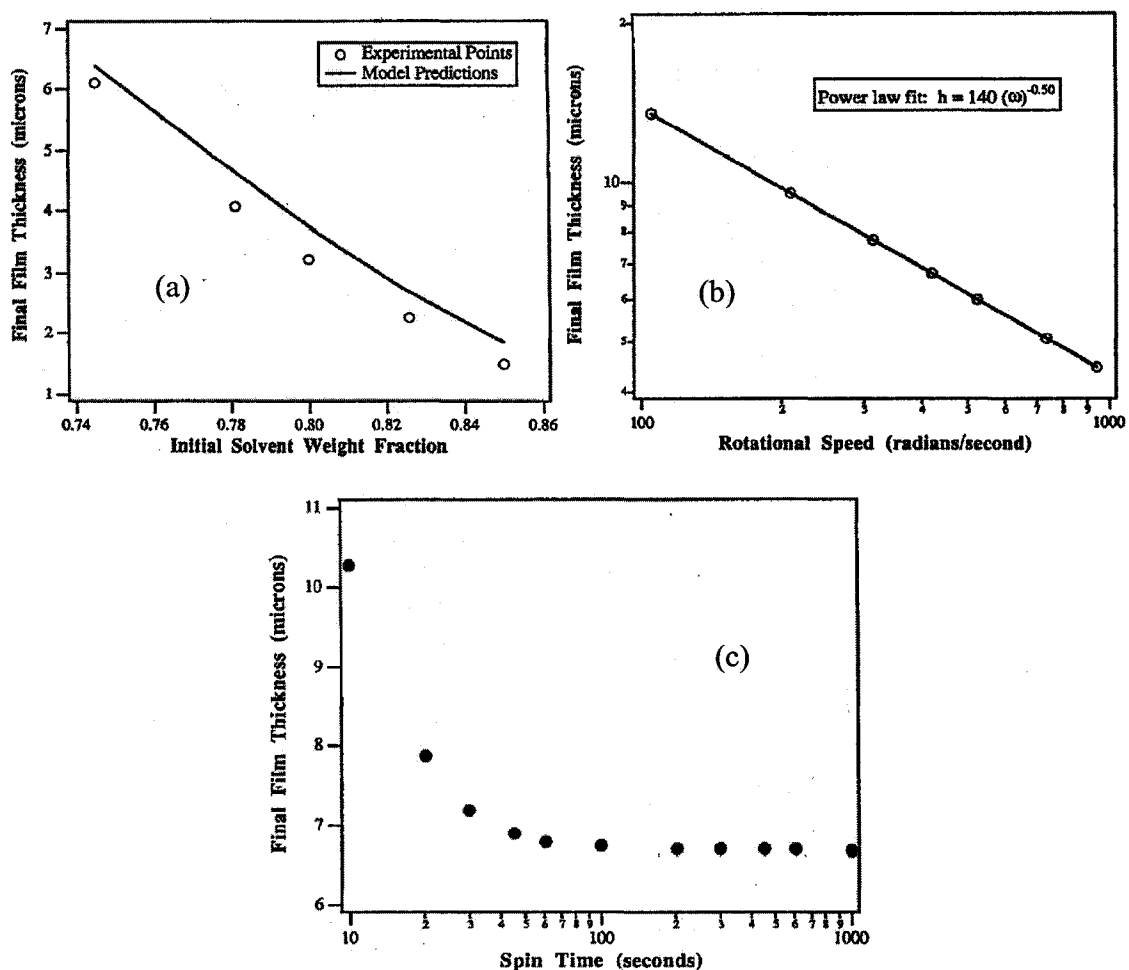 Final Film Thickness (microns)
7
6
5
4
3
2
1
Experimental Points
Model Predictions
(a)
0.74 0.76 0.78 0.80 0.82 0.84 0.86
Initial Solvent Weight Fraction
Final Film Thickness (microns)
2
10
9
8
7
6
5
4
Power law fit: h = 140 (ω)^-0.50
(b)
100 2 3 4 5 6 7 8 9 1000
Rotational Speed (radians/second)
Final Film Thickness (microns)
11
10
9
8
7
6
(c)
10 2 3 4 5 6 7 8 9 100 2 3 4 5 6 7 8 9 1000
Spin Time (seconds)